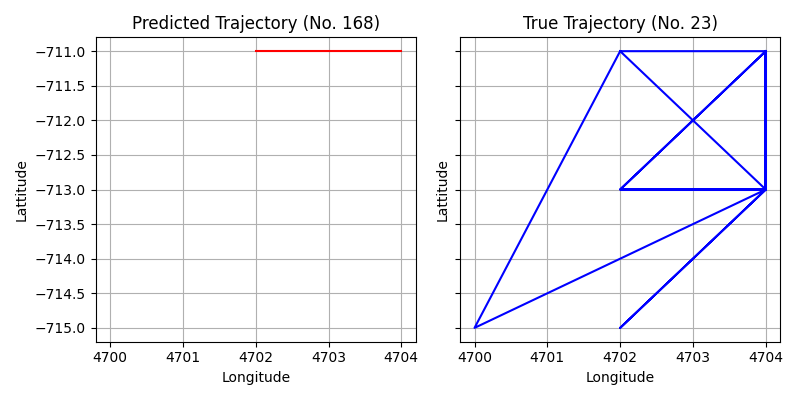 Predicted Trajectory (No. 168)
−711.0
−711.5
−712.0
−712.5
−713.0
−713.5
−714.0
−714.5
−715.0
Lattitude
4700 4701 4702 4703 4704
Longitude
True Trajectory (No. 23)
Lattitude
4700 4701 4702 4703 4704
Longitude